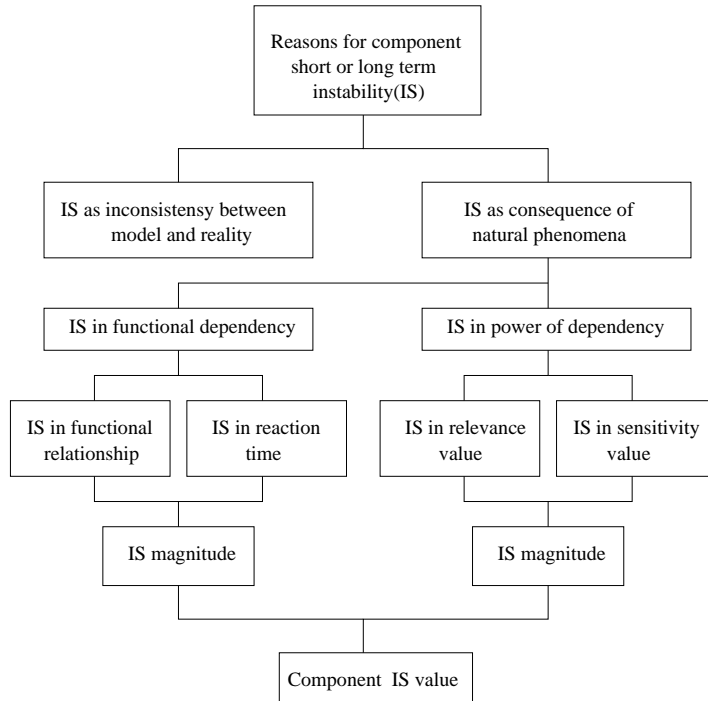 Reasons for component
short or long term
instability(IS)
IS as inconsistensy between
model and reality
IS as consequence of
natural phenomena
IS in functional dependency
IS in power of dependency
IS in functional
relationship
IS in reaction
time
IS in relevance
value
IS in sensitivity
value
IS magnitude
IS magnitude
Component IS value